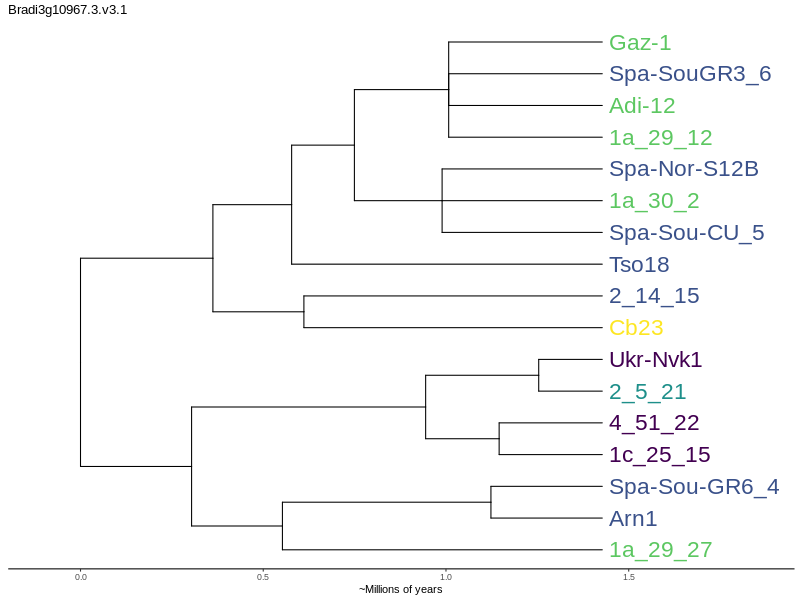 Bradi3g10967.3.v3.1
Gaz-1
Spa-SouGR3_6
Adi-12
1a_29_12
Spa-Nor-S12B
1a_30_2
Spa-Sou-CU_5
Tso18
2_14_15
Cb23
Ukr-Nvk1
2_5_21
4_51_22
1c_25_15
Spa-Sou-GR6_4
Arn1
1a_29_27
0.0 0.5 1.0 1.5
~Millions of years